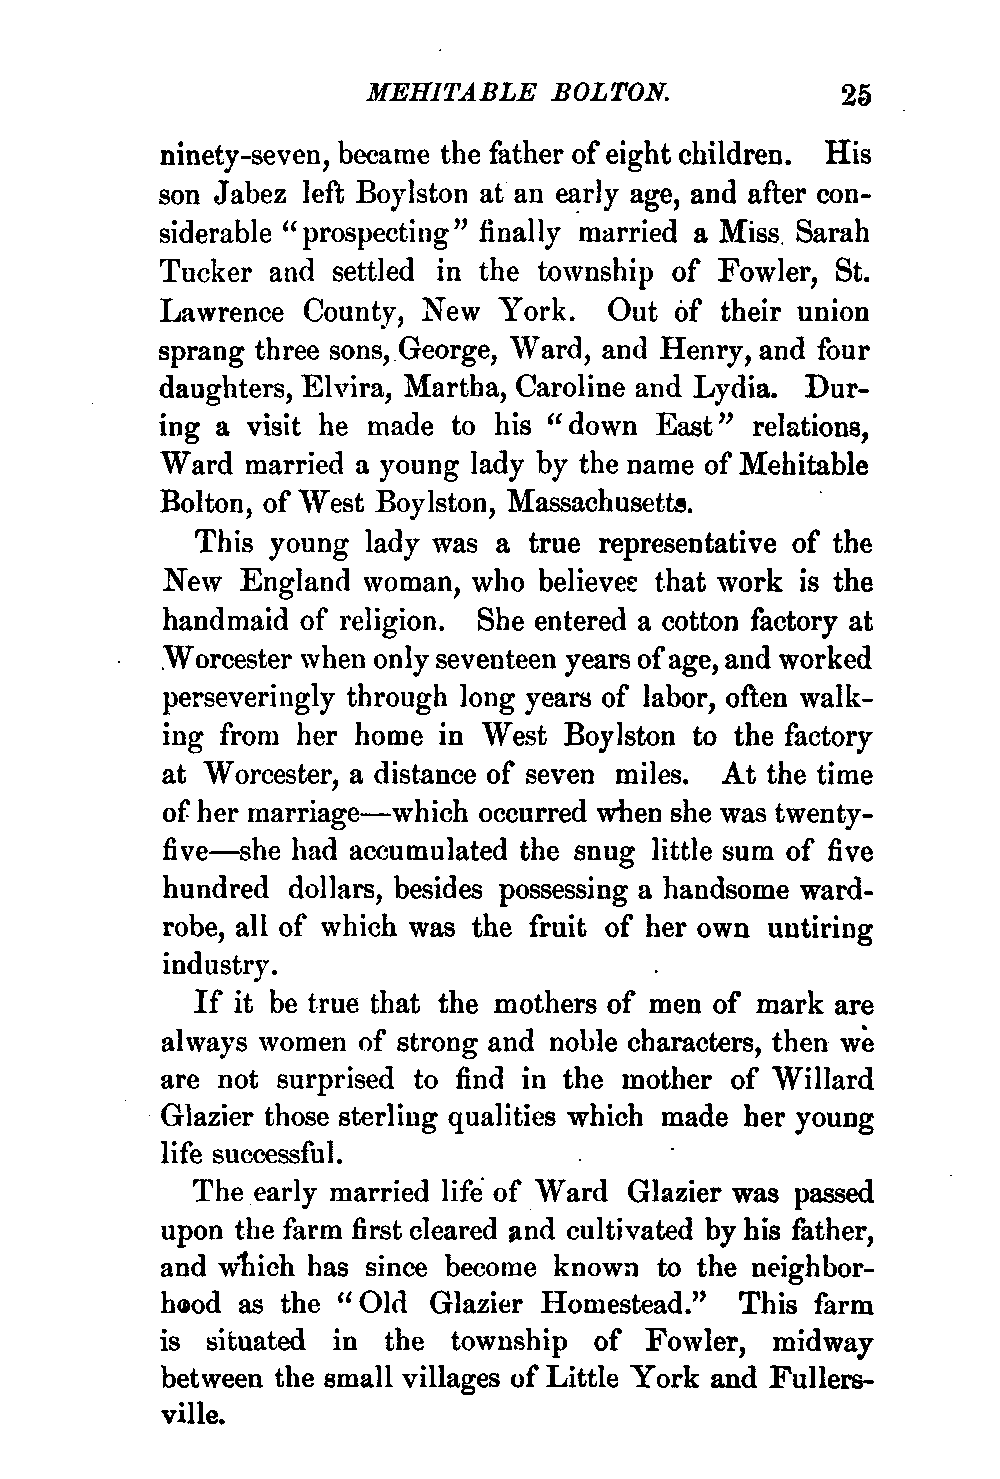 MEHITABLE BOLTON. 25
ninety-seven, became the father of eight children. His
son Jabez left Boylston at an early age, and after con-
siderable "prospecting" finally married a Miss Sarah
Tucker and settled in the township of Fowler, St.
Lawrence County, New York. Out of their union
sprang three sons, George, Ward, and Henry, and four
daughters, Elvira, Martha, Caroline and Lydia. Dur-
ing a visit he made to his "down East" relations,
Ward married a young lady by the name of Mehitable
Bolton, of West Boylston, Massachusetts.
This young lady was a true representative of the
New England woman, who believes that work is the
handmaid of religion. She entered a cotton factory at
Worcester when only seventeen years of age, and worked
perseveringly through long years of labor, often walk-
ing from her home in West Boylston to the factory
at Worcester, a distance of seven miles. At the time
of her marriage—which occurred when she was twenty-
five—she had accumulated the snug little sum of five
hundred dollars, besides possessing a handsome ward-
robe, all of which was the fruit of her own untiring
industry.
If it be true that the mothers of men of mark are
always women of strong and noble characters, then we
are not surprised to find in the mother of Willard
Glazier those sterling qualities which made her young
life successful.
The early married life of Ward Glazier was passed
upon the farm first cleared and cultivated by his father,
and which has since become known to the neighbor-
hood as the "Old Glazier Homestead." This farm
is situated in the township of Fowler, midway
between the small villages of Little York and Fullers-
ville.